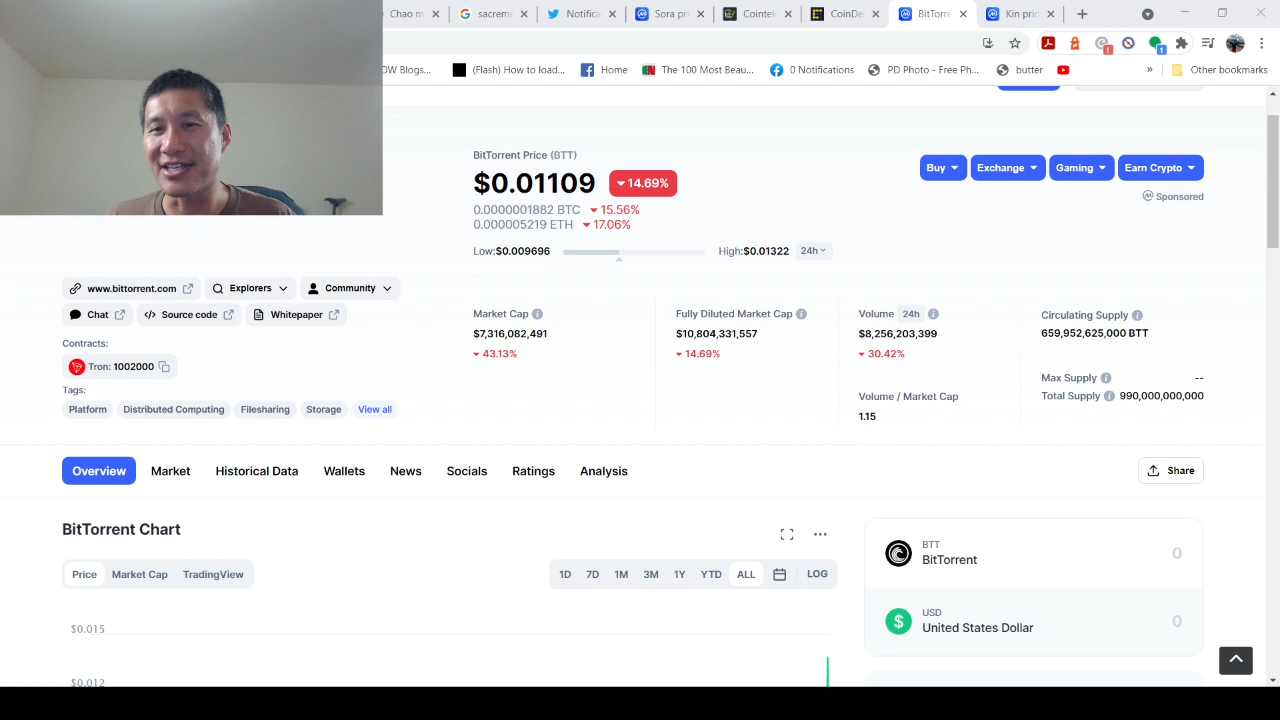 Chao m
sacreme
Notifica
Sora pri
Cointele
CoinDes
BitTorre
Kin price
OW Blogs...
(Flash) How to load...
Home
The 100 Most Beau...
0 Notifications
PD Photo - Free Ph...
butter
»
Other bookmarks
BitTorrent Price (BTT)
$0.01109
14.69%
0.0000001882 BTC 15.56%
0.000005219 ETH 17.06%
Low:$0.009696 High:$0.01322 24h
Buy Exchange Gaming Earn Crypto
Sponsored
www.bittorrent.com Explorers Community
Chat Source code Whitepaper
Contracts:
Tron: 1002000
Tags:
Platform Distributed Computing Filesharing Storage View all
Market Cap
$7,316,082,491
43.13%
Fully Diluted Market Cap
$10,804,331,557
14.69%
Volume 24h
$8,256,203,399
30.42%
Volume / Market Cap
1.15
Circulating Supply
659,952,625,000 BTT
Max Supply --
Total Supply 990,000,000,000
Overview Market Historical Data Wallets News Socials Ratings Analysis
Share
BitTorrent Chart
Price Market Cap TradingView
1D 7D 1M 3M 1Y YTD ALL LOG
$0.015
$0.012
BTT
BitTorrent 0
USD
United States Dollar 0